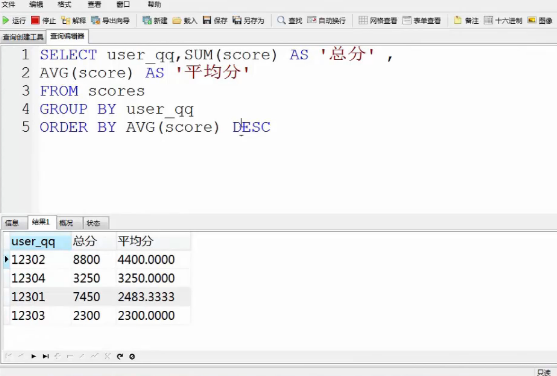 文件 编辑 格式 查看 窗口 帮助
运行 停止 解释 导出向导 新建 载入 保存 另存为 查找 自动换行 网格查看 表单查看 备注 十六进制 图像
查询创建工具 查询编辑器
1 SELECT user_qq,SUM(score) AS '总分' ,
2 AVG(score) AS '平均分'
3 FROM scores
4 GROUP BY user_qq
5 ORDER BY AVG(score) DESC
信息 结果1 概况 状态
user_qq 总分 平均分
12302 8800 4400.0000
12304 3250 3250.0000
12301 7450 2483.3333
12303 2300 2300.0000
只读